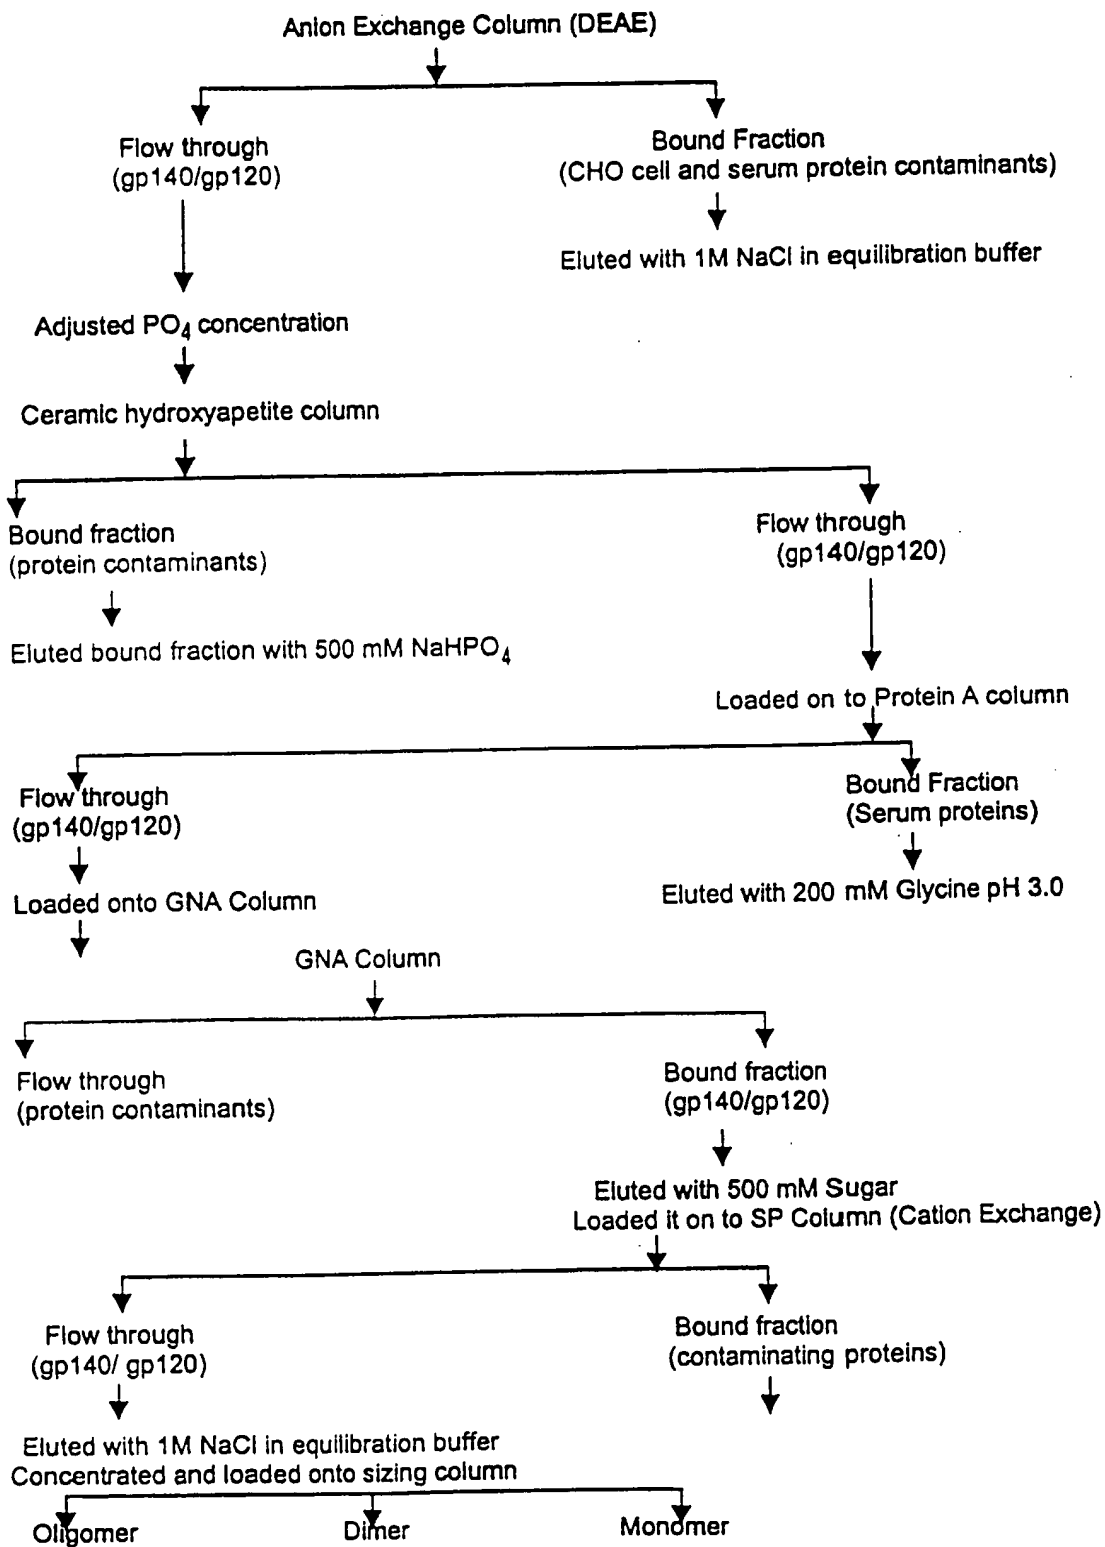 Anion Exchange Column (DEAE)
Flow through
(gp140/gp120)
Bound Fraction
(CHO cell and serum protein contaminants)
Eluted with 1M NaCl in equilibration buffer
Adjusted PO4 concentration
Ceramic hydroxyapetite column
Bound fraction
(protein contaminants)
Eluted bound fraction with 500 mM NaHPO4
Flow through
(gp140/gp120)
Loaded on to Protein A column
Flow through
(gp140/gp120)
Loaded onto GNA Column
Bound Fraction
(Serum proteins)
Eluted with 200 mM Glycine pH 3.0
GNA Column
Flow through
(protein contaminants)
Bound fraction
(gp140/gp120)
Eluted with 500 mM Sugar
Loaded it on to SP Column (Cation Exchange)
Flow through
(gp140/ gp120)
Bound fraction
(contaminating proteins)
Eluted with 1M NaCl in equilibration buffer
Concentrated and loaded onto sizing column
Oligomer
Dimer
Monomer